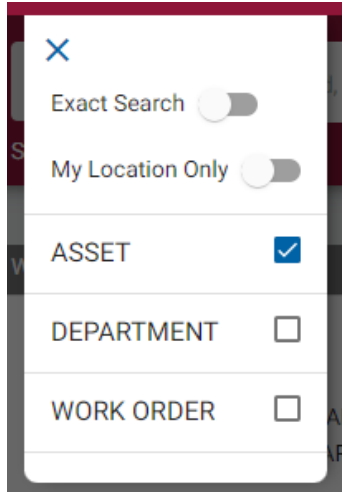 Exact Search
My Location Only
ASSET
DEPARTMENT
WORK ORDER